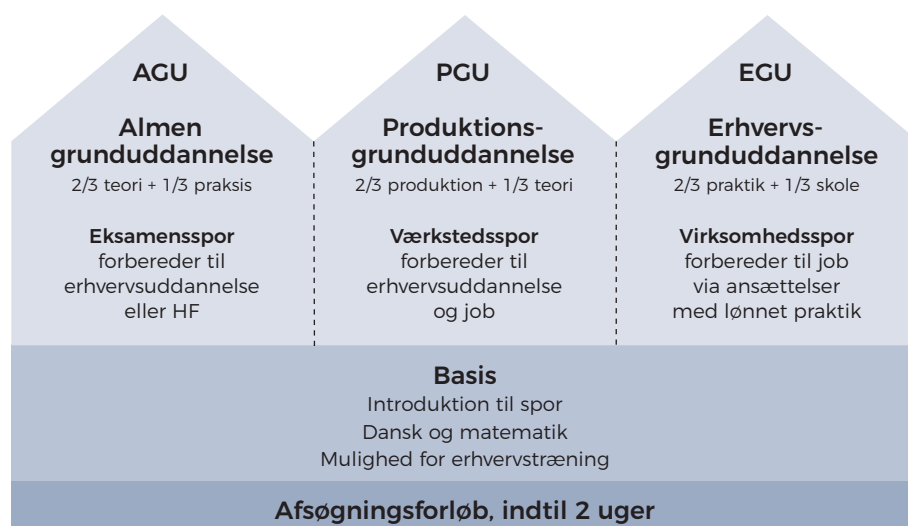 AGU
Almen
grunduddannelse
2/3 teori + 1/3 praksis
Eksamensspor
forbereder til
erhvervsuddannelse
eller HF
PGU
Produktions-
grunduddannelse
2/3 produktion + 1/3 teori
Værkstedsspor
forbereder til
erhvervsuddannelse
og job
EGU
Erhvervs-
grunduddannelse
2/3 praktik + 1/3 skole
Virksomhedsspor
forbereder til job
via ansættelser
med lønnet praktik
Basis
Introduktion til spor
Dansk og matematik
Mulighed for erhvervstræning
Afsøgningsforløb, indtil 2 uger